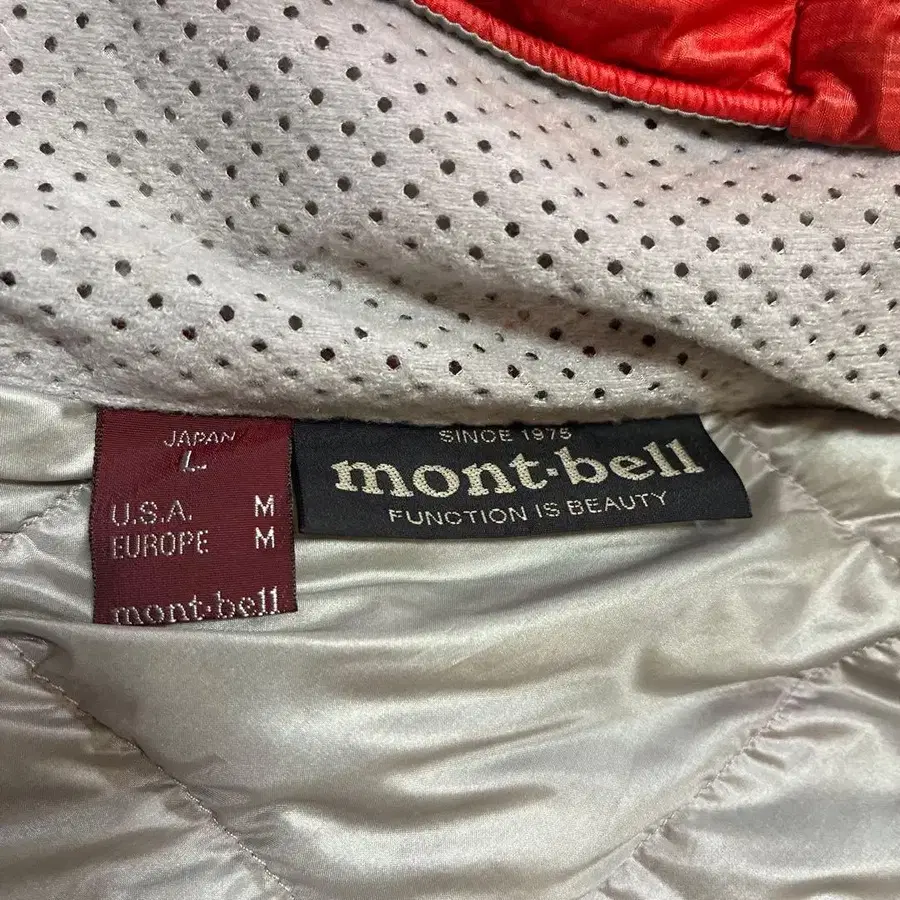 JAPAN
L
U.S.A. M
EUROPE M
mont·bell
SINCE 1975
mont·bell
FUNCTION IS BEAUTY